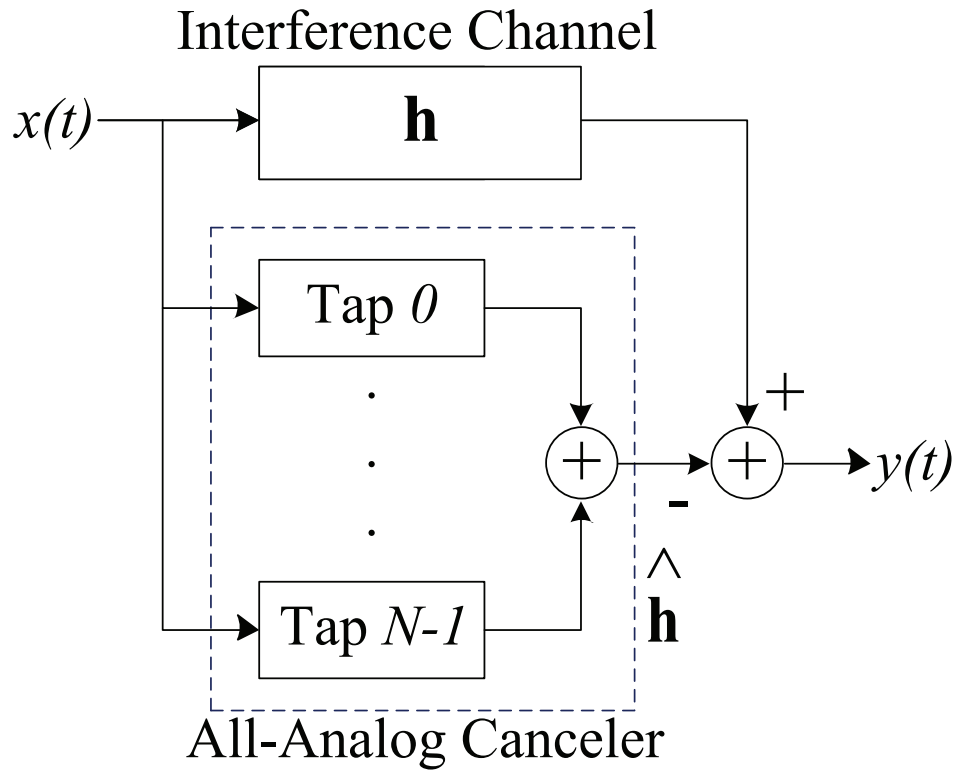 Interference Channel
x(t)
h
Tap 0
.
.
.
Tap N-1
+
+
+
-
y(t)
^
h
All-Analog Canceler